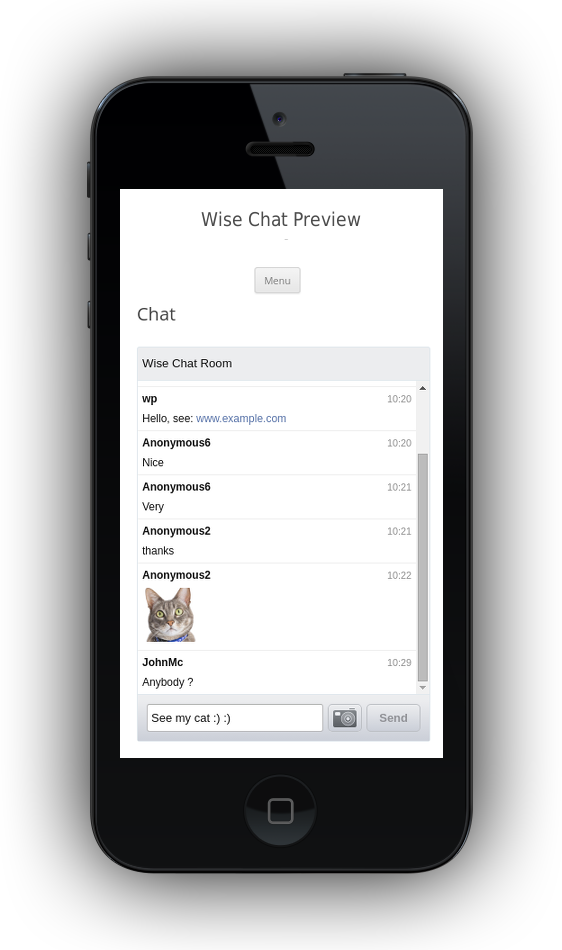 Wise Chat Preview
Menu
Chat
Wise Chat Room
wp 10:20
Hello, see: www.example.com
Anonymous6 10:20
Nice
Anonymous6 10:21
Very
Anonymous2 10:21
thanks
Anonymous2 10:22
JohnMc 10:29
Anybody ?
See my cat :) :) Send